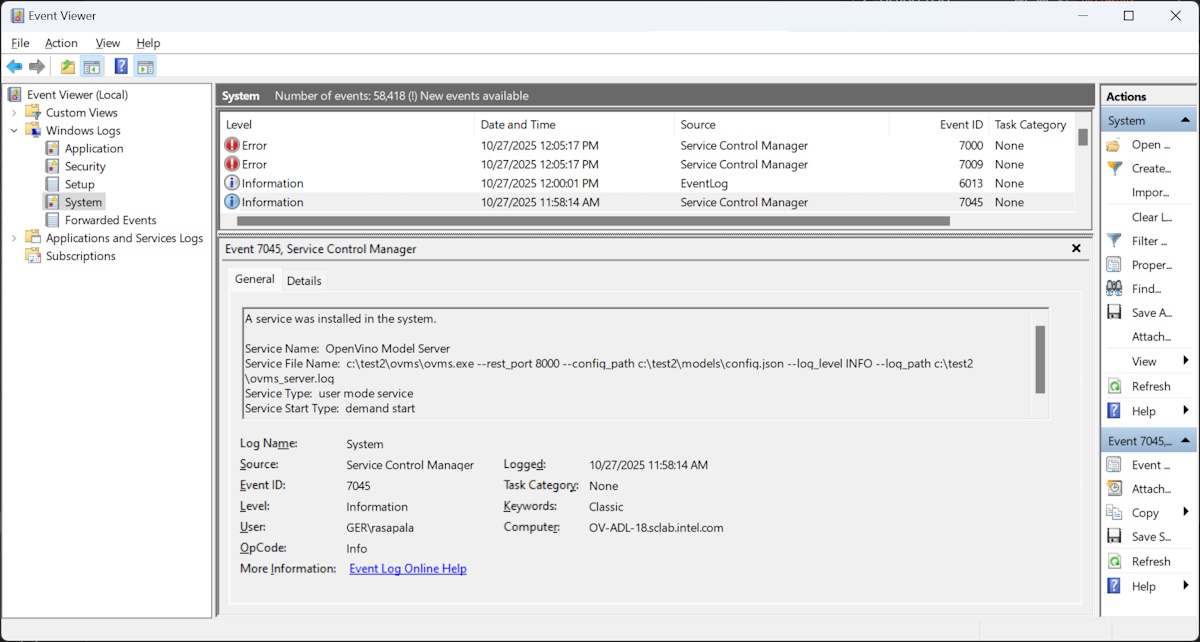 Event Viewer
File Action View Help
Event Viewer (Local)
Custom Views
Windows Logs
Application
Security
Setup
System
Forwarded Events
Applications and Services Logs
Subscriptions
System Number of events: 58,418 (!) New events available
Level Date and Time Source Event ID Task Category
Error 10/27/2025 12:05:17 PM Service Control Manager 7000 None
Error 10/27/2025 12:05:17 PM Service Control Manager 7009 None
Information 10/27/2025 12:00:01 PM EventLog 6013 None
Information 10/27/2025 11:58:14 AM Service Control Manager 7045 None
Event 7045, Service Control Manager
General Details
A service was installed in the system.
Service Name: OpenVino Model Server
Service File Name: c:\test2\ovms\ovms.exe --rest_port 8000 --config_path c:\test2\models\config.json --log_level INFO --log_path c:\test2
\ovms_server.log
Service Type: user mode service
Service Start Type: demand start
Log Name: System
Source: Service Control Manager Logged: 10/27/2025 11:58:14 AM
Event ID: 7045 Task Category: None
Level: Information Keywords: Classic
User: GER\rasapala Computer: OV-ADL-18.sclab.intel.com
OpCode: Info
More Information: Event Log Online Help
Actions
System
Open ...
Create...
Impor...
Clear L...
Filter ...
Proper...
Find...
Save A...
Attach...
View
Refresh
Help
Event 7045,...
Event ...
Attach...
Copy
Save S...
Refresh
Help